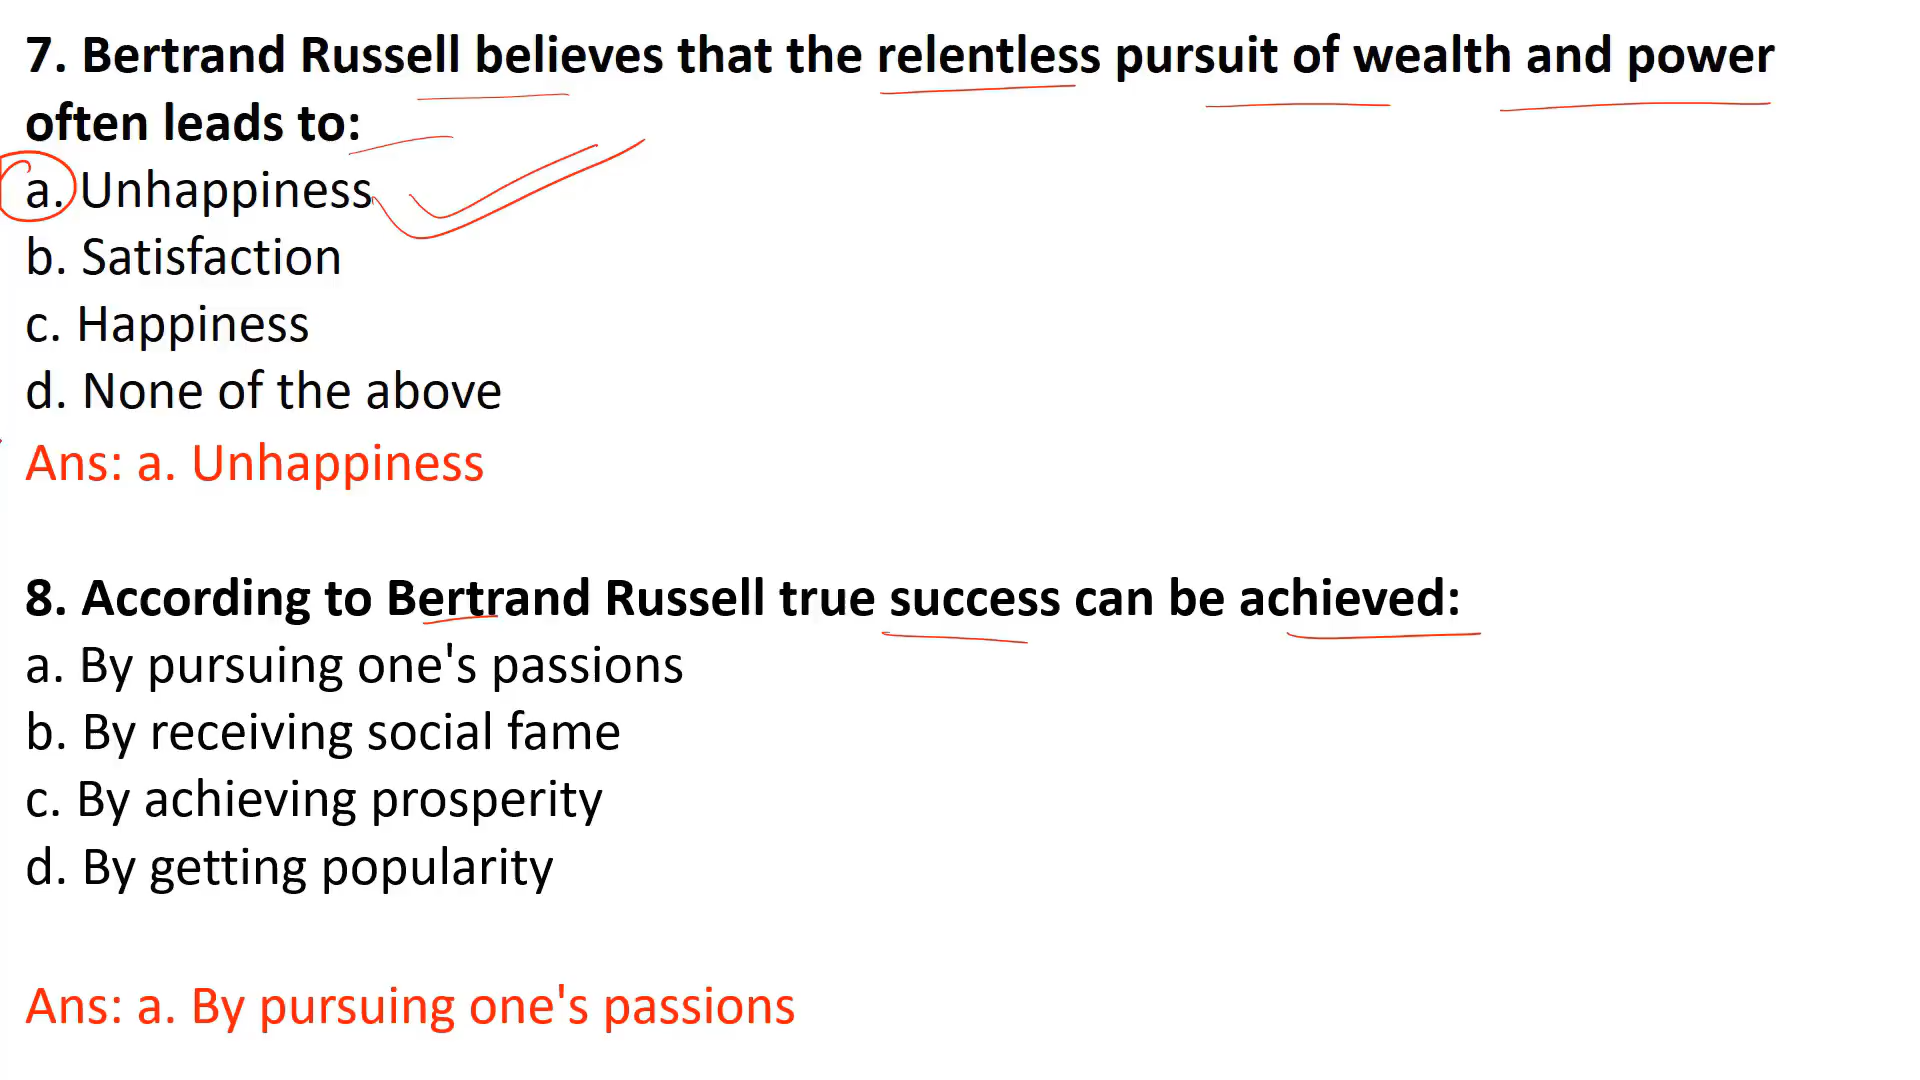 7. Bertrand Russell believes that the relentless pursuit of wealth and power
often leads to:
a. Unhappiness
b. Satisfaction
c. Happiness
d. None of the above
Ans: a. Unhappiness
8. According to Bertrand Russell true success can be achieved:
a. By pursuing one's passions
b. By receiving social fame
c. By achieving prosperity
d. By getting popularity
Ans: a. By pursuing one's passions